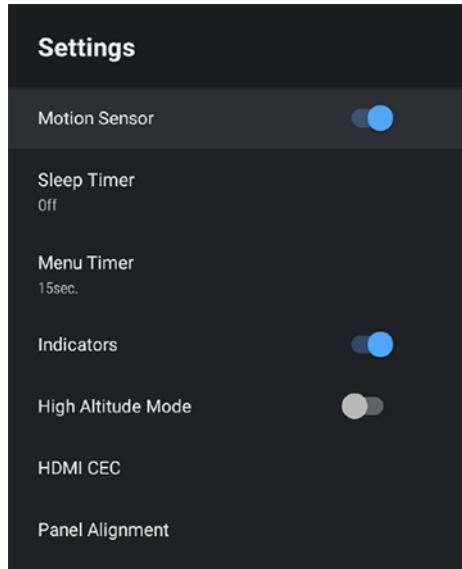 Settings
Motion Sensor
Sleep Timer
Off
Menu Timer
15sec.
Indicators
High Altitude Mode
HDMI CEC
Panel Alignment